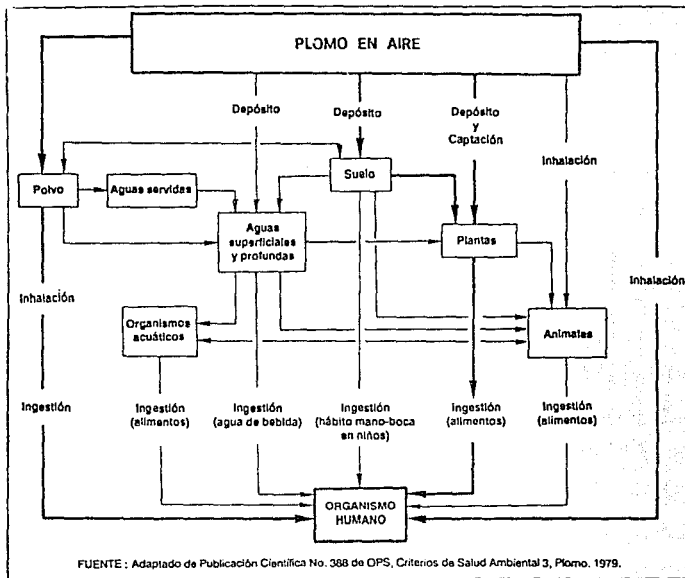 PLOMO EN AIRE
Depósito
Depósito
Depósito
y
Captación
Inhalación
Suelo
Polvo
Aguas servidas
Aguas
superficiales
y profundas
Plantas
Inhalación
Inhalación
Organismos
acuáticos
Animales
Ingestión
Ingestión
(alimentos)
Ingestión
(agua de bebida)
Ingestión
(hábito mano-boca
en niños)
Ingestión
(alimentos)
Ingestión
(alimentos)
ORGANISMO
HUMANO
FUENTE : Adaptado de Publicación Científica No. 388 de OPS, Criterios de Salud Ambiental 3, Plomo. 1979.